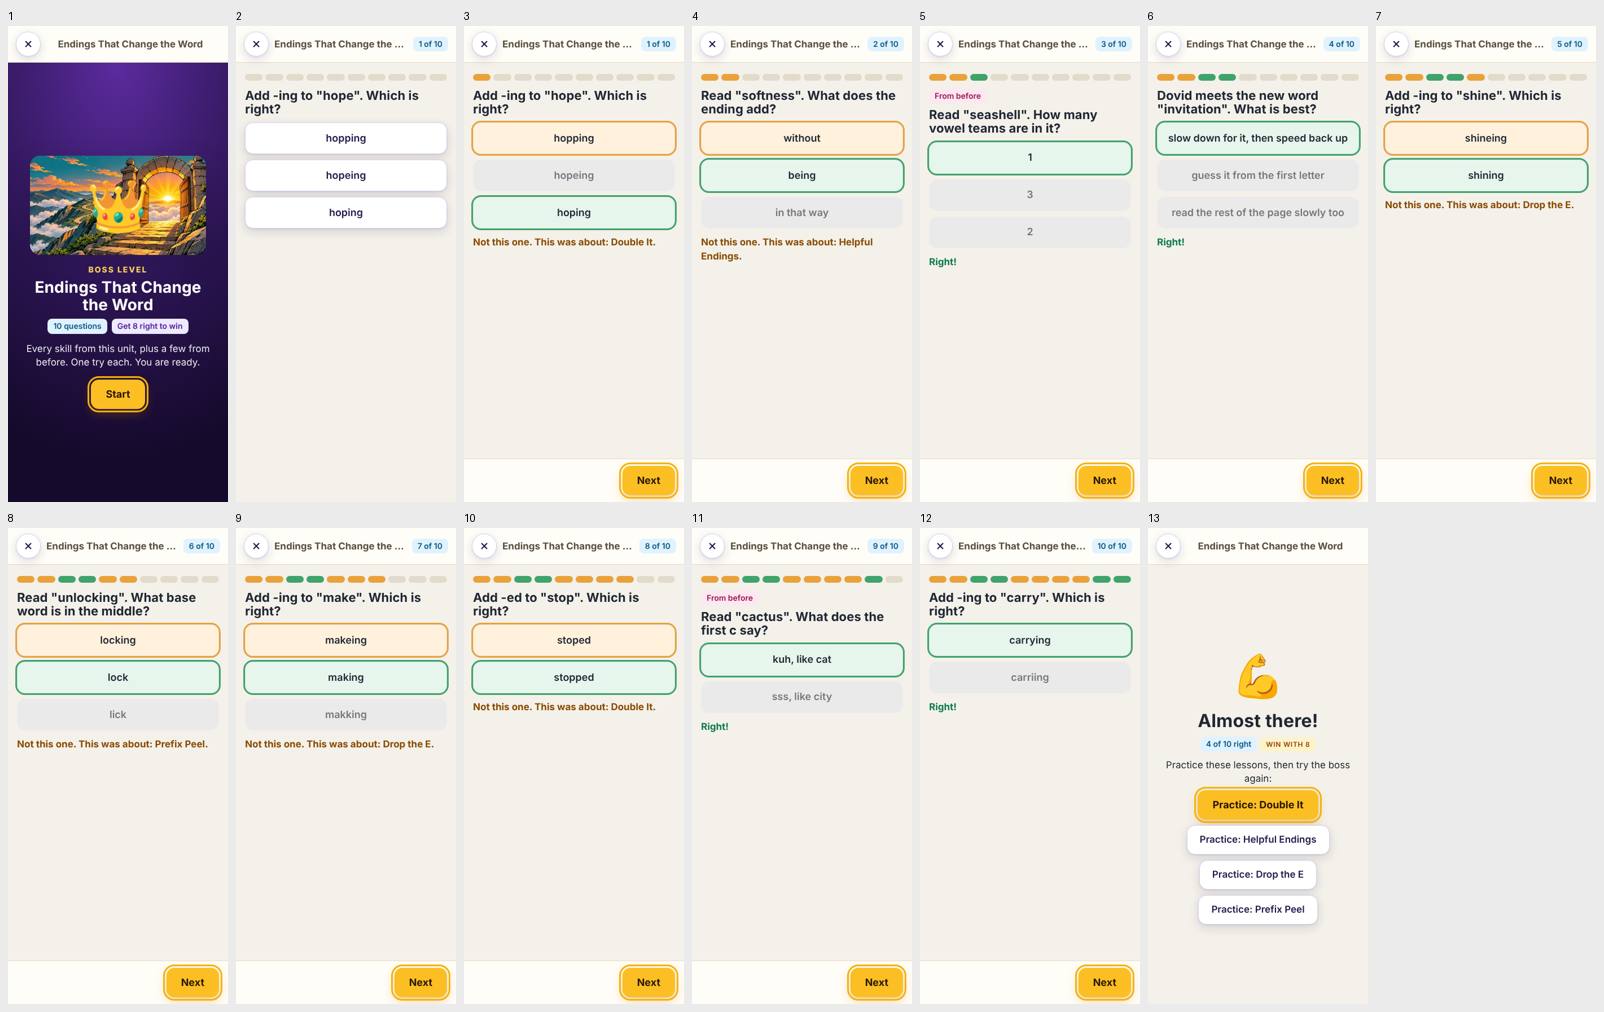 1
✕
Endings That Change the Word
BOSS LEVEL
Endings That Change
the Word
10 questions
Get 8 right to win
Every skill from this unit, plus a few from
before. One try each. You are ready.
Start
2
✕
Endings That Change the ...
1 of 10
Add -ing to "hope". Which is
right?
hopping
hopeing
hoping
3
✕
Endings That Change the ...
1 of 10
Add -ing to "hope". Which is
right?
hopping
hopeing
hoping
Not this one. This was about: Double It.
Next
4
✕
Endings That Change the ...
2 of 10
Read "softness". What does the
ending add?
without
being
in that way
Not this one. This was about: Helpful
Endings.
Next
5
✕
Endings That Change the ...
3 of 10
From before
Read "seashell". How many
vowel teams are in it?
1
3
2
Right!
Next
6
✕
Endings That Change the ...
4 of 10
Dovid meets the new word
"invitation". What is best?
slow down for it, then speed back up
guess it from the first letter
read the rest of the page slowly too
Right!
Next
7
✕
Endings That Change the ...
5 of 10
Add -ing to "shine". Which is
right?
shineing
shining
Not this one. This was about: Drop the E.
Next
8
✕
Endings That Change the ...
6 of 10
Read "unlocking". What base
word is in the middle?
locking
lock
lick
Not this one. This was about: Prefix Peel.
Next
9
✕
Endings That Change the ...
7 of 10
Add -ing to "make". Which is
right?
makeing
making
makking
Not this one. This was about: Drop the E.
Next
10
✕
Endings That Change the ...
8 of 10
Add -ed to "stop". Which is
right?
stoped
stopped
Not this one. This was about: Double It.
Next
11
✕
Endings That Change the ...
9 of 10
From before
Read "cactus". What does the
first c say?
kuh, like cat
sss, like city
Right!
Next
12
✕
Endings That Change the...
10 of 10
Add -ing to "carry". Which is
right?
carrying
carriing
Right!
Next
13
✕
Endings That Change the Word
Almost there!
4 of 10 right
WIN WITH 8
Practice these lessons, then try the boss
again:
Practice: Double It
Practice: Helpful Endings
Practice: Drop the E
Practice: Prefix Peel